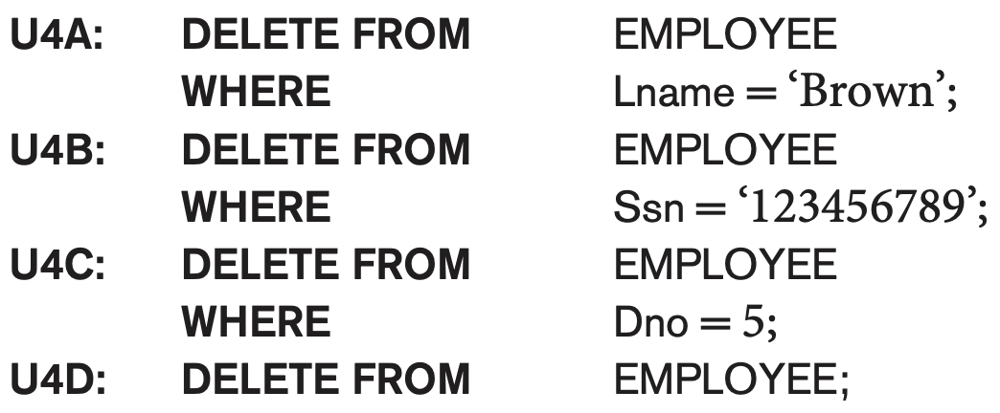 U4A: DELETE FROM EMPLOYEE
WHERE Lname = ‘Brown’;
U4B: DELETE FROM EMPLOYEE
WHERE Ssn = ‘123456789’;
U4C: DELETE FROM EMPLOYEE
WHERE Dno = 5;
U4D: DELETE FROM EMPLOYEE;